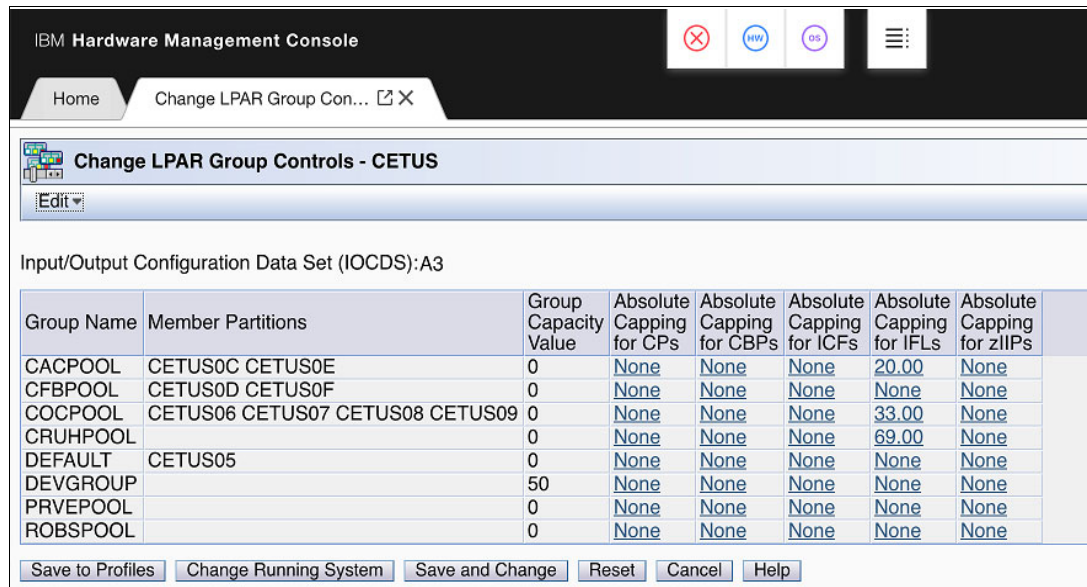 IBM Hardware Management Console
HW
OS
Home
Change LPAR Group Con...
Change LPAR Group Controls - CETUS
Edit
Input/Output Configuration Data Set (IOCDS):A3
Group Name Member Partitions Group Capacity Value Absolute Capping for CPs Absolute Capping for CBPs Absolute Capping for ICFs Absolute Capping for IFLs Absolute Capping for zIIPs
CACPOOL CETUS0C CETUS0E 0 None None None 20.00 None
CFBPOOL CETUS0D CETUS0F 0 None None None None None
COCPOOL CETUS06 CETUS07 CETUS08 CETUS09 0 None None None 33.00 None
CRUHPOOL 0 None None None 69.00 None
DEFAULT CETUS05 0 None None None None None
DEVGROUP 50 None None None None None
PRVEPOOL 0 None None None None None
ROBSPOOL 0 None None None None None
Save to Profiles Change Running System Save and Change Reset Cancel Help